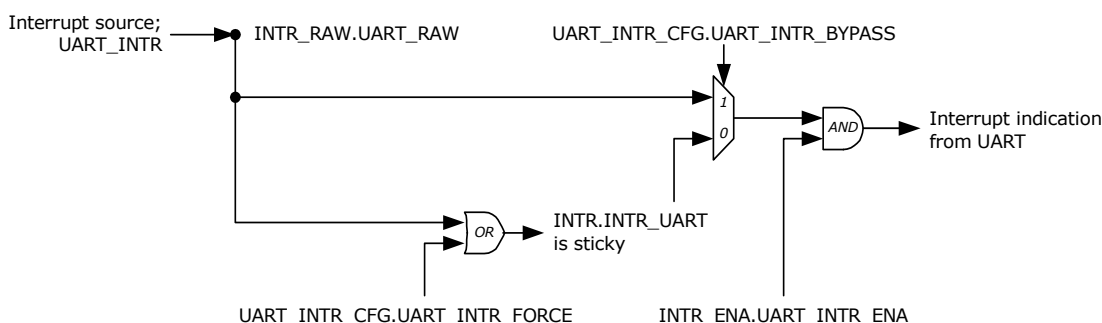 Interrupt source;
UART_INTR
INTR_RAW.UART_RAW
UART_INTR_CFG.UART_INTR_BYPASS
1
0
AND
Interrupt indication
from UART
OR
INTR.INTR_UART
is sticky
UART_INTR_CFG.UART_INTR_FORCE
INTR_ENA.UART_INTR_ENA